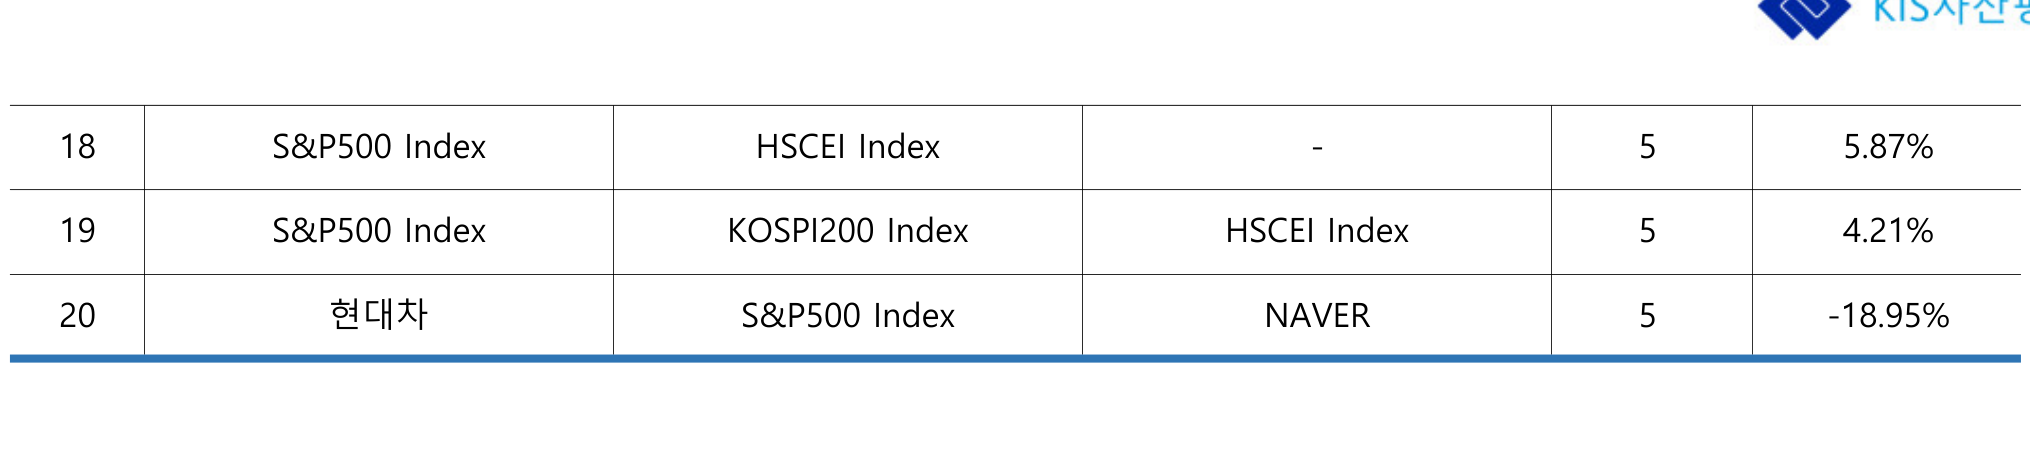 KIS자산평
18 S&P500 Index HSCEI Index - 5 5.87%
19 S&P500 Index KOSPI200 Index HSCEI Index 5 4.21%
20 현대차 S&P500 Index NAVER 5 -18.95%